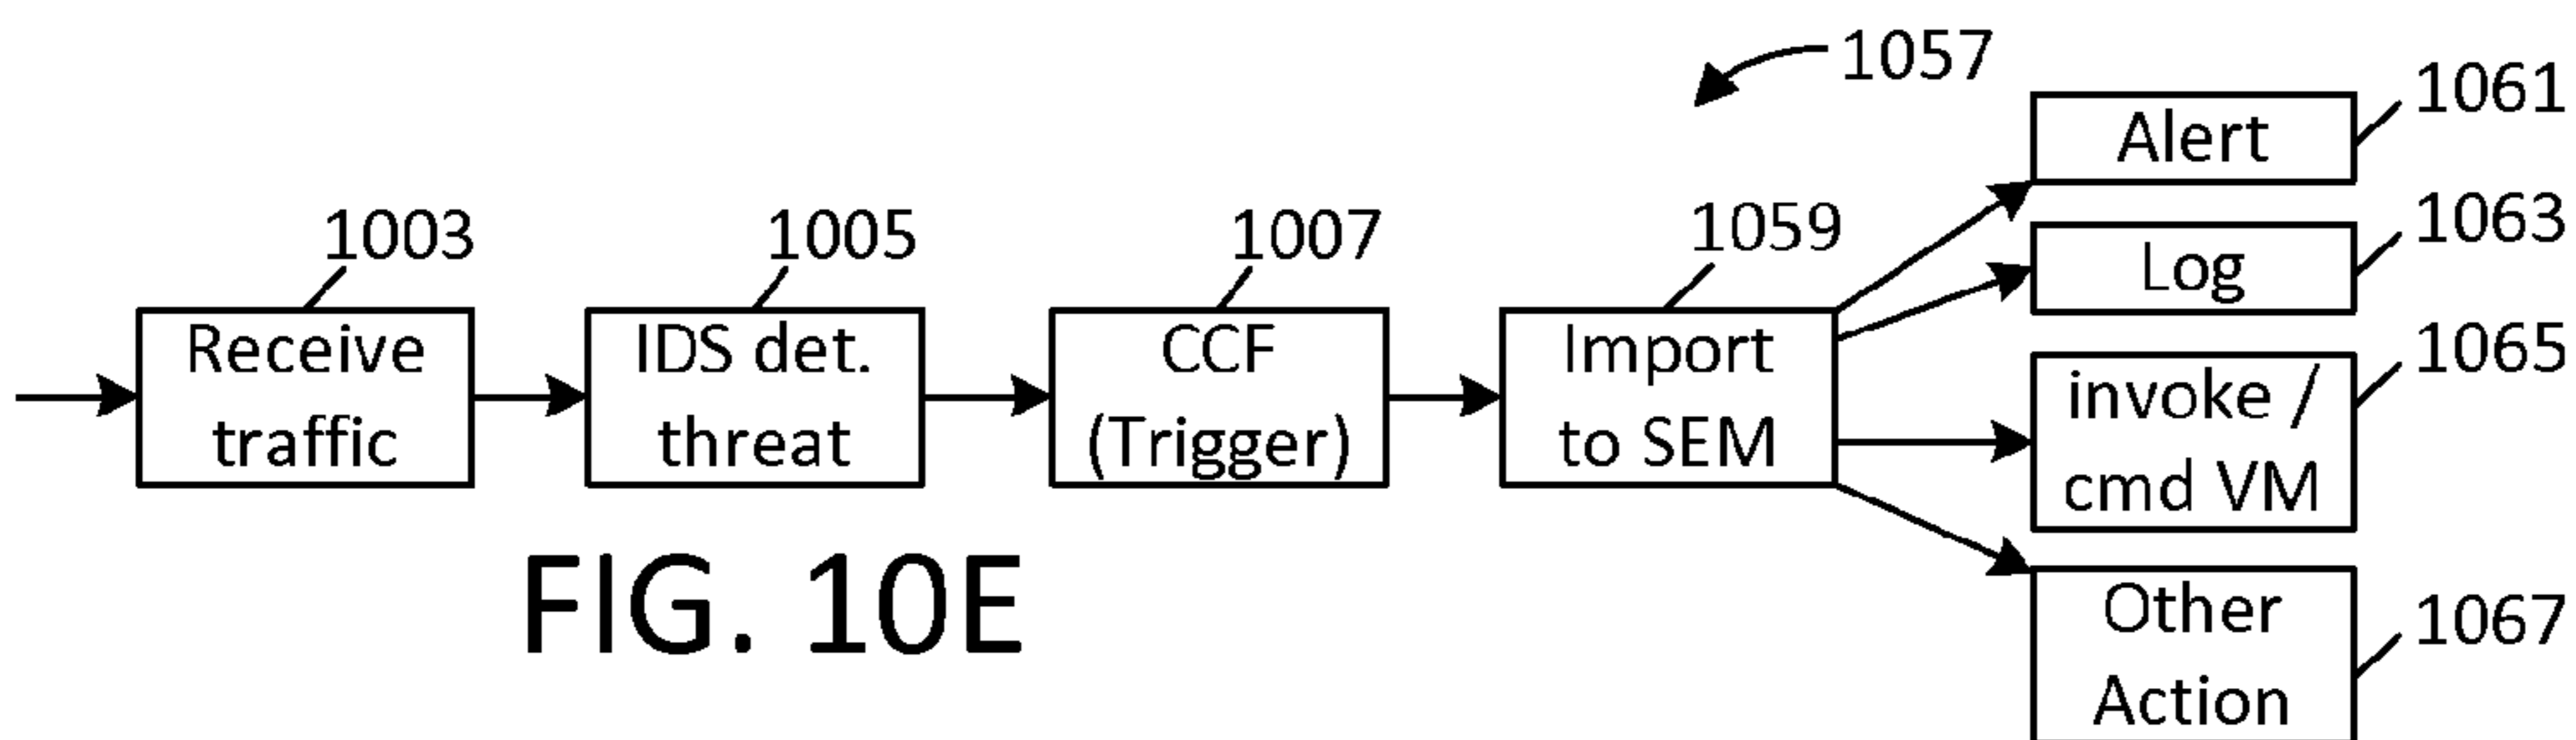 1057
1061
Alert
1063
Log
1003
1005
1007
1059
1065
Receive
traffic
IDS det.
threat
CCF
(Trigger)
Import
to SEM
invoke /
cmd VM
1067
Other
Action
FIG. 10E